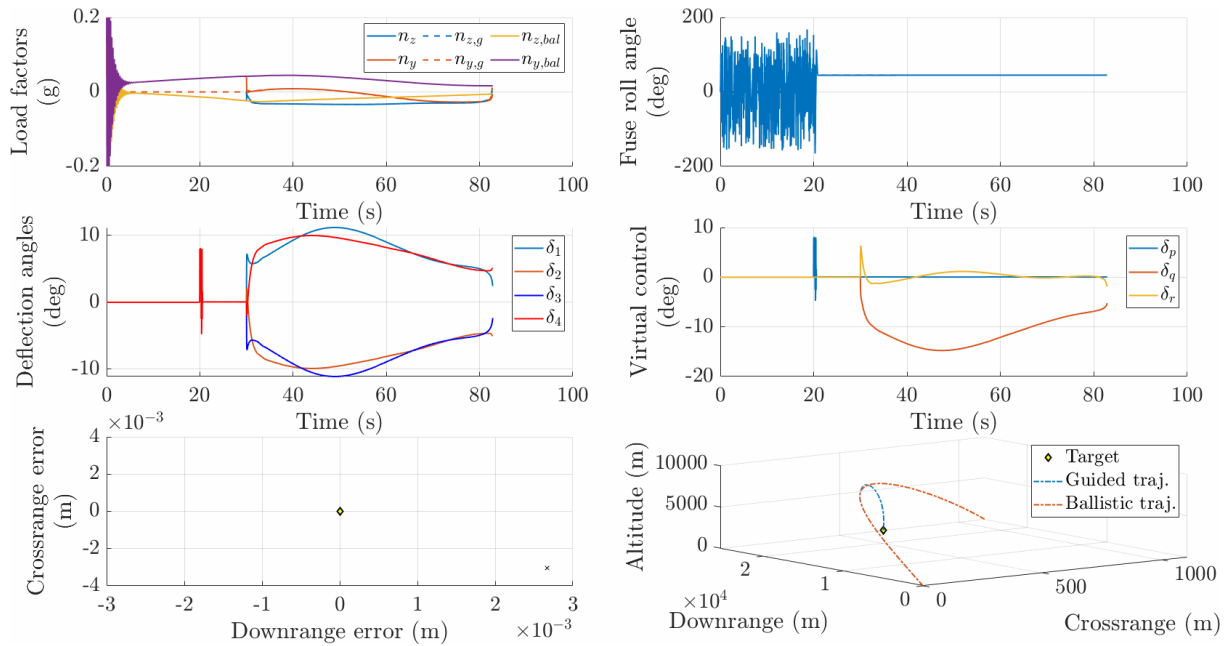 0.2
0
-0.2
Load factors
(g)
n_z n_{z,g} n_{z,bal}
n_y n_{y,g} n_{y,bal}
0 20 40 60 80 100
Time (s)
200
0
-200
Fuse roll angle
(deg)
0 20 40 60 80 100
Time (s)
10
0
-10
Deflection angles
(deg)
δ_1
δ_2
δ_3
δ_4
0 20 40 60 80 100
Time (s)
10
0
-10
-20
Virtual control
(deg)
δ_p
δ_q
δ_r
0 20 40 60 80 100
Time (s)
×10^{-3}
4
2
0
-2
-4
Crossrange error
(m)
-3 -2 -1 0 1 2 3
Downrange error (m)
×10^{-3}
10000
5000
0
Altitude (m)
Target
Guided traj.
Ballistic traj.
2 1 0
×10^4
Downrange (m)
0 500 1000
Crossrange (m)